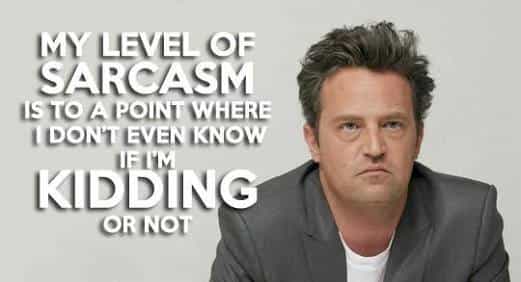 MY LEVEL OF
SARCASM
IS TO A POINT WHERE
I DON'T EVEN KNOW
IF I'M
KIDDING
OR NOT